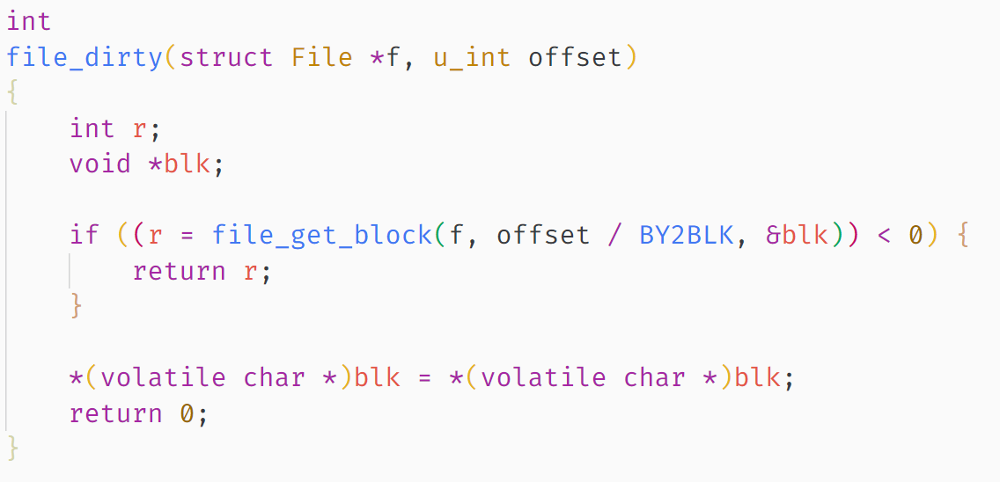 int
file_dirty(struct File *f, u_int offset)
{
    int r;
    void *blk;

    if ((r = file_get_block(f, offset / BY2BLK, &blk)) < 0) {
        return r;
    }

    *(volatile char *)blk = *(volatile char *)blk;
    return 0;
}